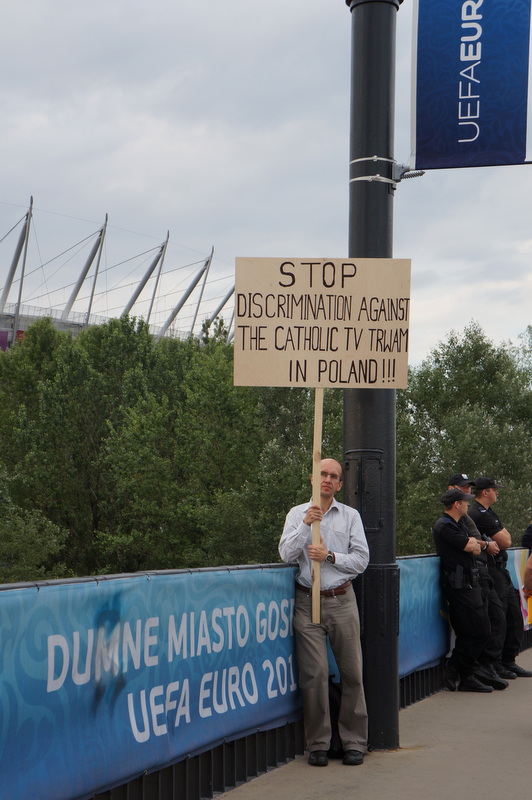 UEFAEUR
STOP
DISCRIMINATION AGAINST
THE CATHOLIC TV TRWAM
IN POLAND!!!
DUMNE MIASTO GOS
UEFA EURO 201